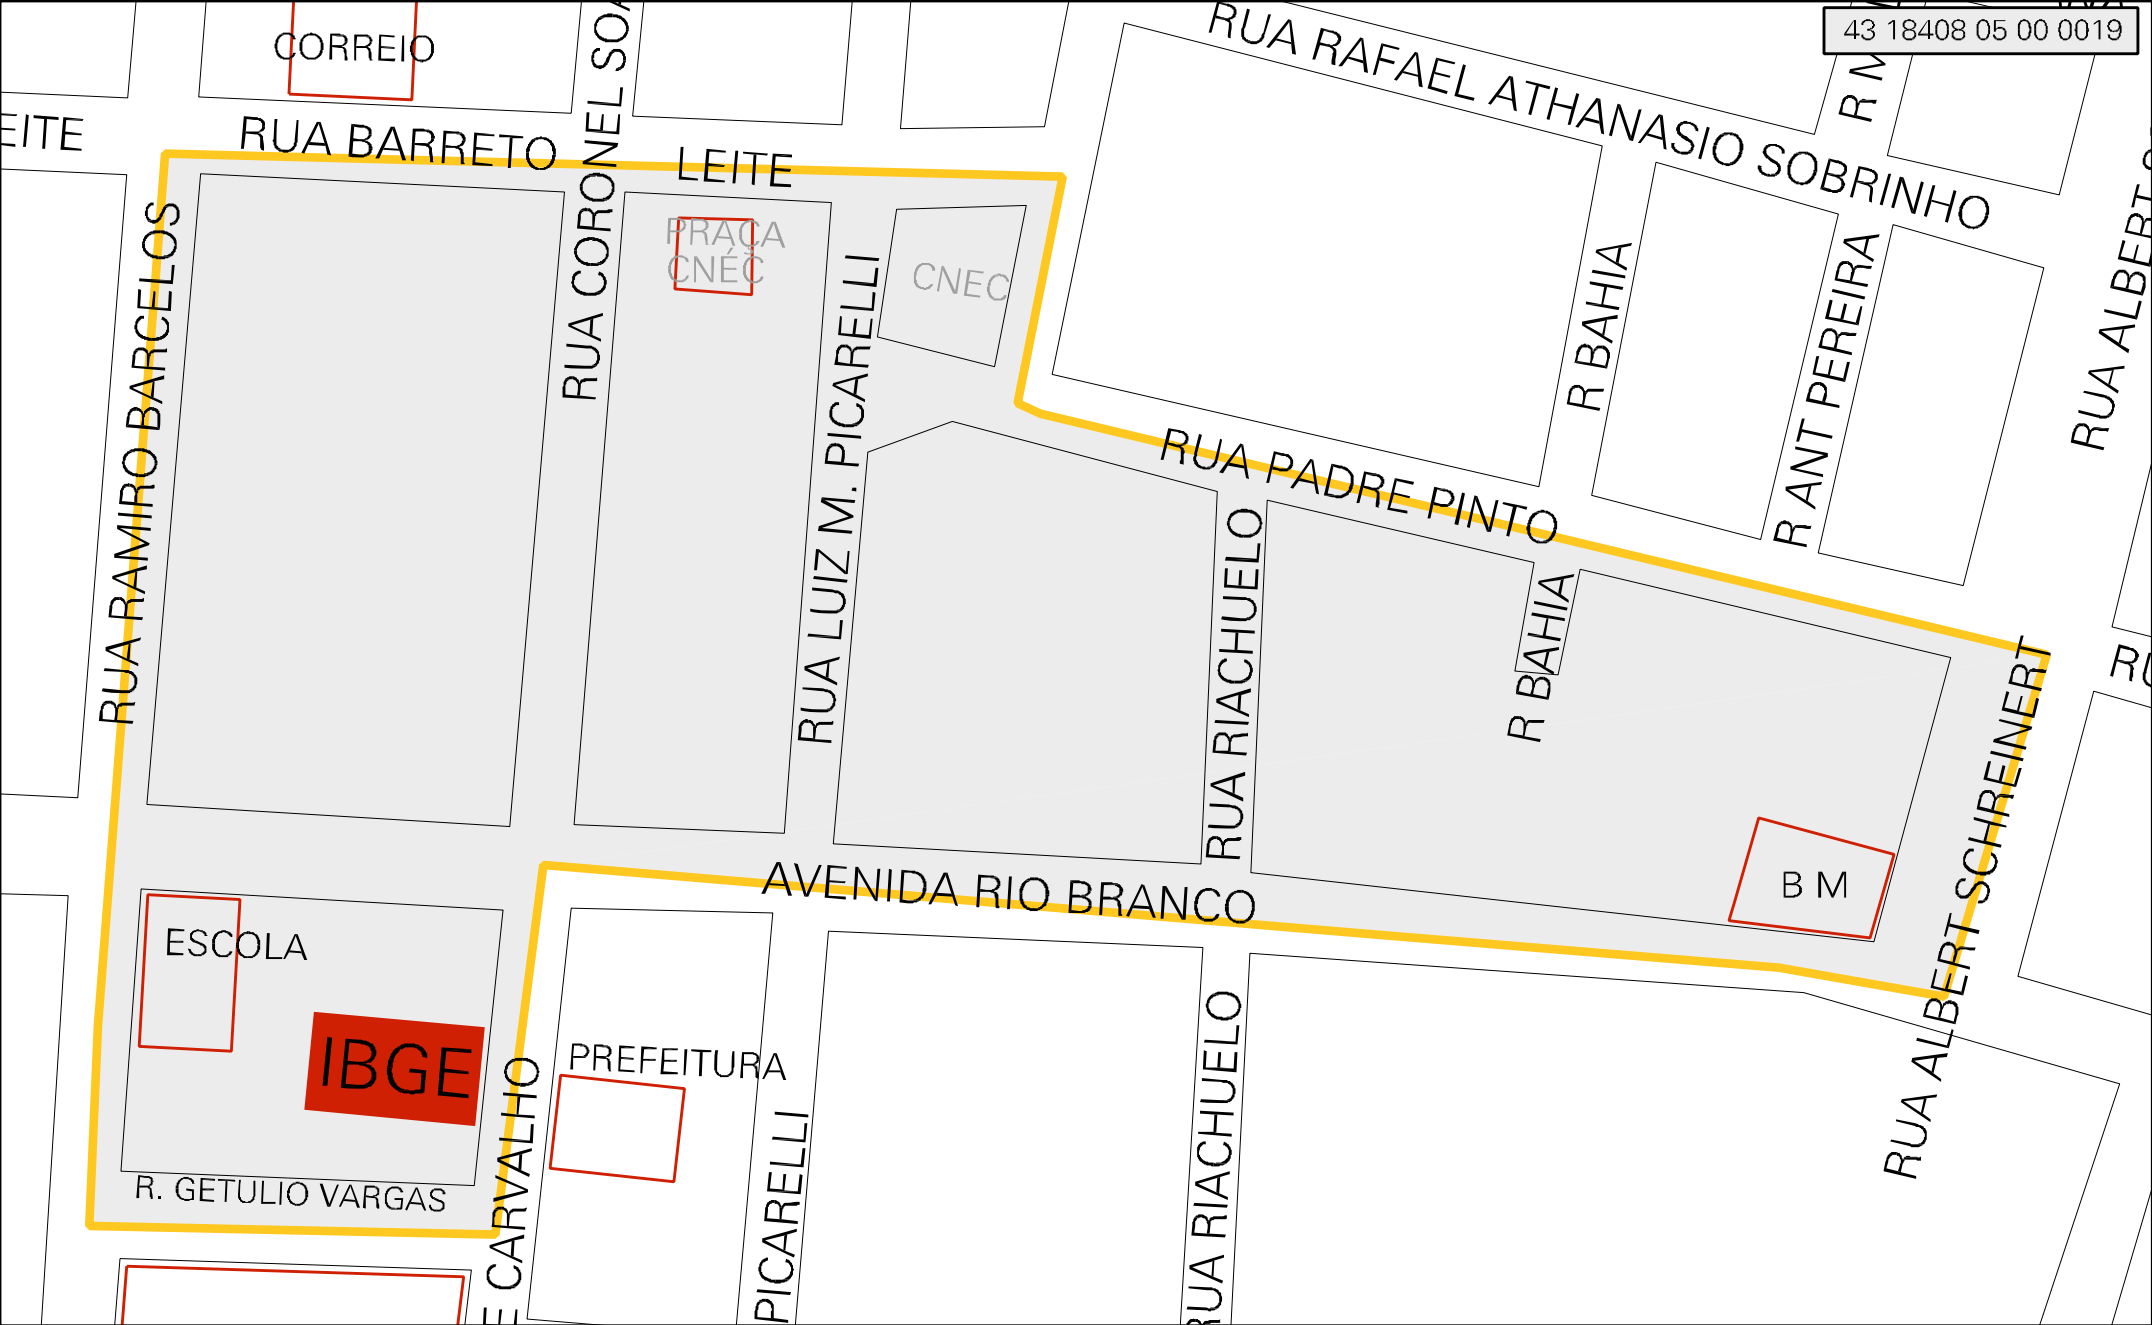 43 18408 05 00 0019
CORREIO
RUA RAFAEL ATHANASIO SOBRINHO
R M
EITE
RUA BARRETO LEITE
RUA CORONEL SOA
RUA RAMIRO BARCELOS
PRAÇA
CNEC
CNEC
RUA LUIZ M. PICARELLI
R BAHIA
R ANT PEREIRA
RUA ALBERT S
RUA PADRE PINTO
RUA RIACHUELO
R BAHIA
RU
RUA ALBERT SCHREINERT
B M
AVENIDA RIO BRANCO
ESCOLA
IBGE
PREFEITURA
R. GETULIO VARGAS
E CARVALHO
PICARELLI
RUA RIACHUELO